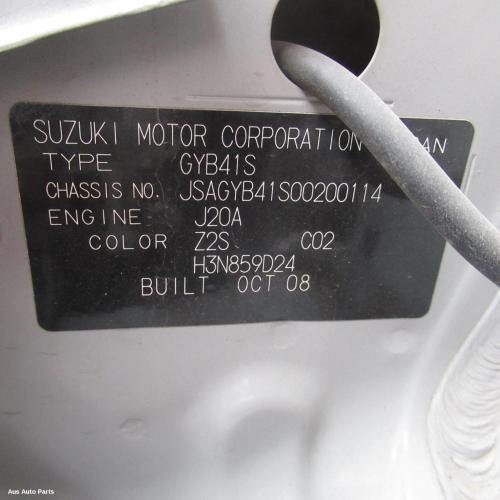 SUZUKI MOTOR CORPORATION
TYPE GYB41S
CHASSIS NO. JSAGYB41S00200114
ENGINE J20A
COLOR Z2S C02
H3N859D24
BUILT OCT 08
Aus Auto Parts